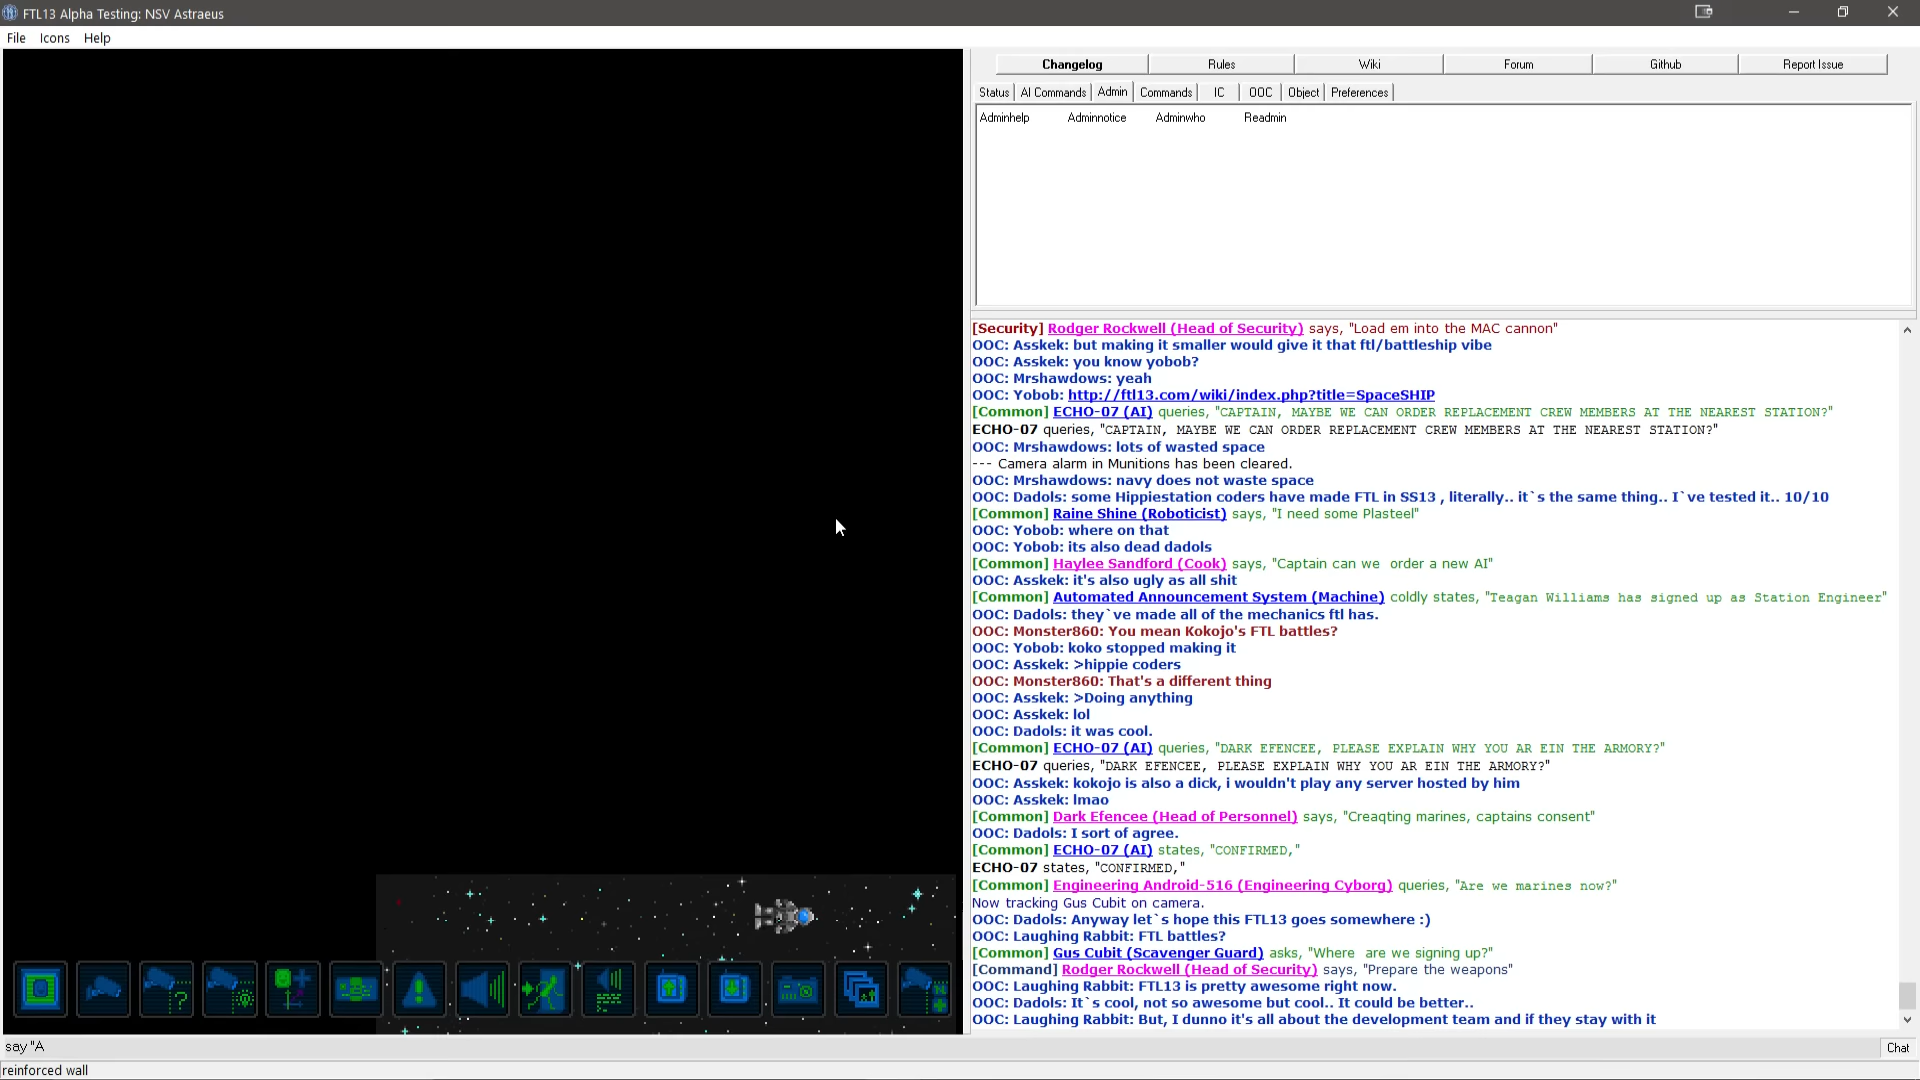 FTL13 Alpha Testing: NSV Astraeus
File Icons Help
Changelog Rules Wiki Forum Github Report Issue
Status AI Commands Admin Commands IC OOC Object Preferences
Adminhelp Adminnotice Adminwho Readmin
[Security] Rodger Rockwell (Head of Security) says, "Load em into the MAC cannon"
OOC: Asskek: but making it smaller would give it that ftl/battleship vibe
OOC: Asskek: you know yobob?
OOC: Mrshawdows: yeah
OOC: Yobob: http://ftl13.com/wiki/index.php?title=SpaceSHIP
[Common] ECHO-07 (AI) queries, "CAPTAIN, MAYBE WE CAN ORDER REPLACEMENT CREW MEMBERS AT THE NEAREST STATION?"
ECHO-07 queries, "CAPTAIN, MAYBE WE CAN ORDER REPLACEMENT CREW MEMBERS AT THE NEAREST STATION?"
OOC: Mrshawdows: lots of wasted space
--- Camera alarm in Munitions has been cleared.
OOC: Mrshawdows: navy does not waste space
OOC: Dadols: some Hippiestation coders have made FTL in SS13 , literally.. it`s the same thing.. I`ve tested it.. 10/10
[Common] Raine Shine (Roboticist) says, "I need some Plasteel"
OOC: Yobob: where on that
OOC: Yobob: its also dead dadols
[Common] Haylee Sandford (Cook) says, "Captain can we  order a new AI"
OOC: Asskek: it's also ugly as all shit
[Common] Automated Announcement System (Machine) coldly states, "Teagan Williams has signed up as Station Engineer"
OOC: Dadols: they`ve made all of the mechanics ftl has.
OOC: Monster860: You mean Kokojo's FTL battles?
OOC: Yobob: koko stopped making it
OOC: Asskek: >hippie coders
OOC: Monster860: That's a different thing
OOC: Asskek: >Doing anything
OOC: Asskek: lol
OOC: Dadols: it was cool.
[Common] ECHO-07 (AI) queries, "DARK EFENCEE, PLEASE EXPLAIN WHY YOU AR EIN THE ARMORY?"
ECHO-07 queries, "DARK EFENCEE, PLEASE EXPLAIN WHY YOU AR EIN THE ARMORY?"
OOC: Asskek: kokojo is also a dick, i wouldn't play any server hosted by him
OOC: Asskek: lmao
[Common] Dark Efencee (Head of Personnel) says, "Creaqting marines, captains consent"
OOC: Dadols: I sort of agree.
[Common] ECHO-07 (AI) states, "CONFIRMED,"
ECHO-07 states, "CONFIRMED,"
[Common] Engineering Android-516 (Engineering Cyborg) queries, "Are we marines now?"
Now tracking Gus Cubit on camera.
OOC: Dadols: Anyway let`s hope this FTL13 goes somewhere :)
OOC: Laughing Rabbit: FTL battles?
[Common] Gus Cubit (Scavenger Guard) asks, "Where  are we signing up?"
[Command] Rodger Rockwell (Head of Security) says, "Prepare the weapons"
OOC: Laughing Rabbit: FTL13 is pretty awesome right now.
OOC: Dadols: It`s cool, not so awesome but cool.. It could be better..
OOC: Laughing Rabbit: But, I dunno it's all about the development team and if they stay with it
say "A
Chat
reinforced wall